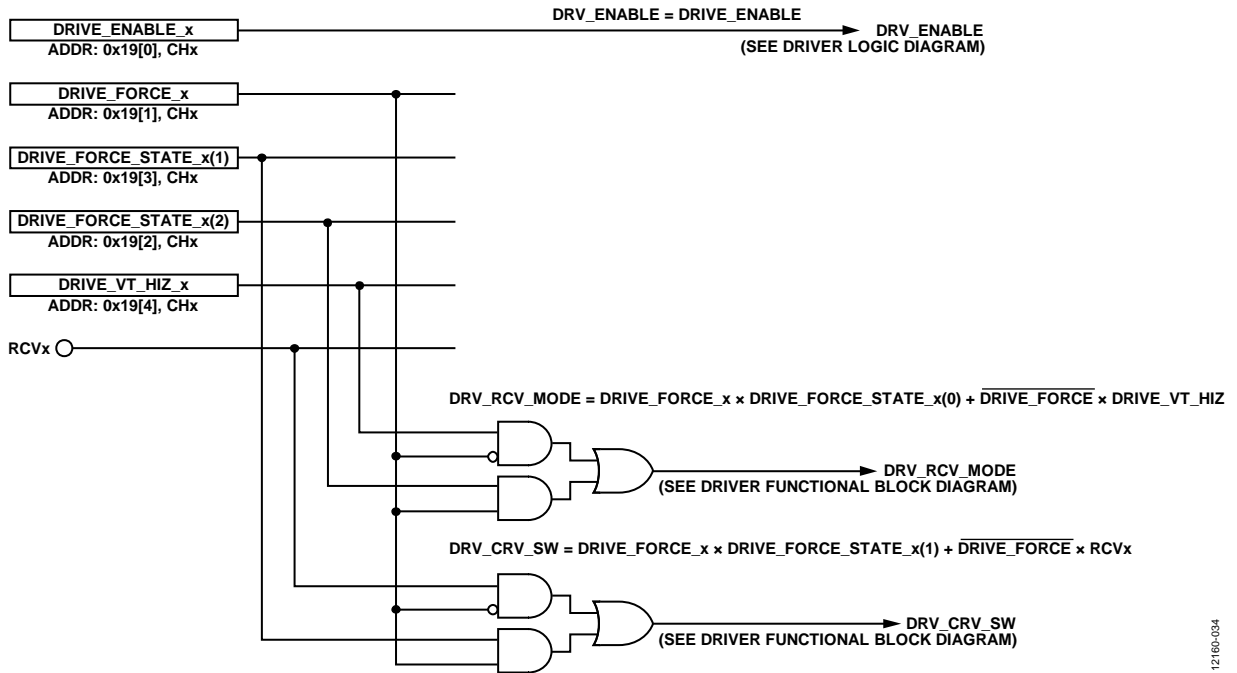 DRV_ENABLE = DRIVE_ENABLE
DRIVE_ENABLE_x
ADDR: 0x19[0], CHx
DRV_ENABLE
(SEE DRIVER LOGIC DIAGRAM)
DRIVE_FORCE_x
ADDR: 0x19[1], CHx
DRIVE_FORCE_STATE_x(1)
ADDR: 0x19[3], CHx
DRIVE_FORCE_STATE_x(2)
ADDR: 0x19[2], CHx
DRIVE_VT_HIZ_x
ADDR: 0x19[4], CHx
RCVx
DRV_RCV_MODE = DRIVE_FORCE_x × DRIVE_FORCE_STATE_x(0) + D̅R̅I̅V̅E̅_̅F̅O̅R̅C̅E̅ × DRIVE_VT_HIZ
DRV_RCV_MODE
(SEE DRIVER FUNCTIONAL BLOCK DIAGRAM)
DRV_CRV_SW = DRIVE_FORCE_x × DRIVE_FORCE_STATE_x(1) + D̅R̅I̅V̅E̅_̅F̅O̅R̅C̅E̅ × RCVx
DRV_CRV_SW
(SEE DRIVER FUNCTIONAL BLOCK DIAGRAM)
12160-034